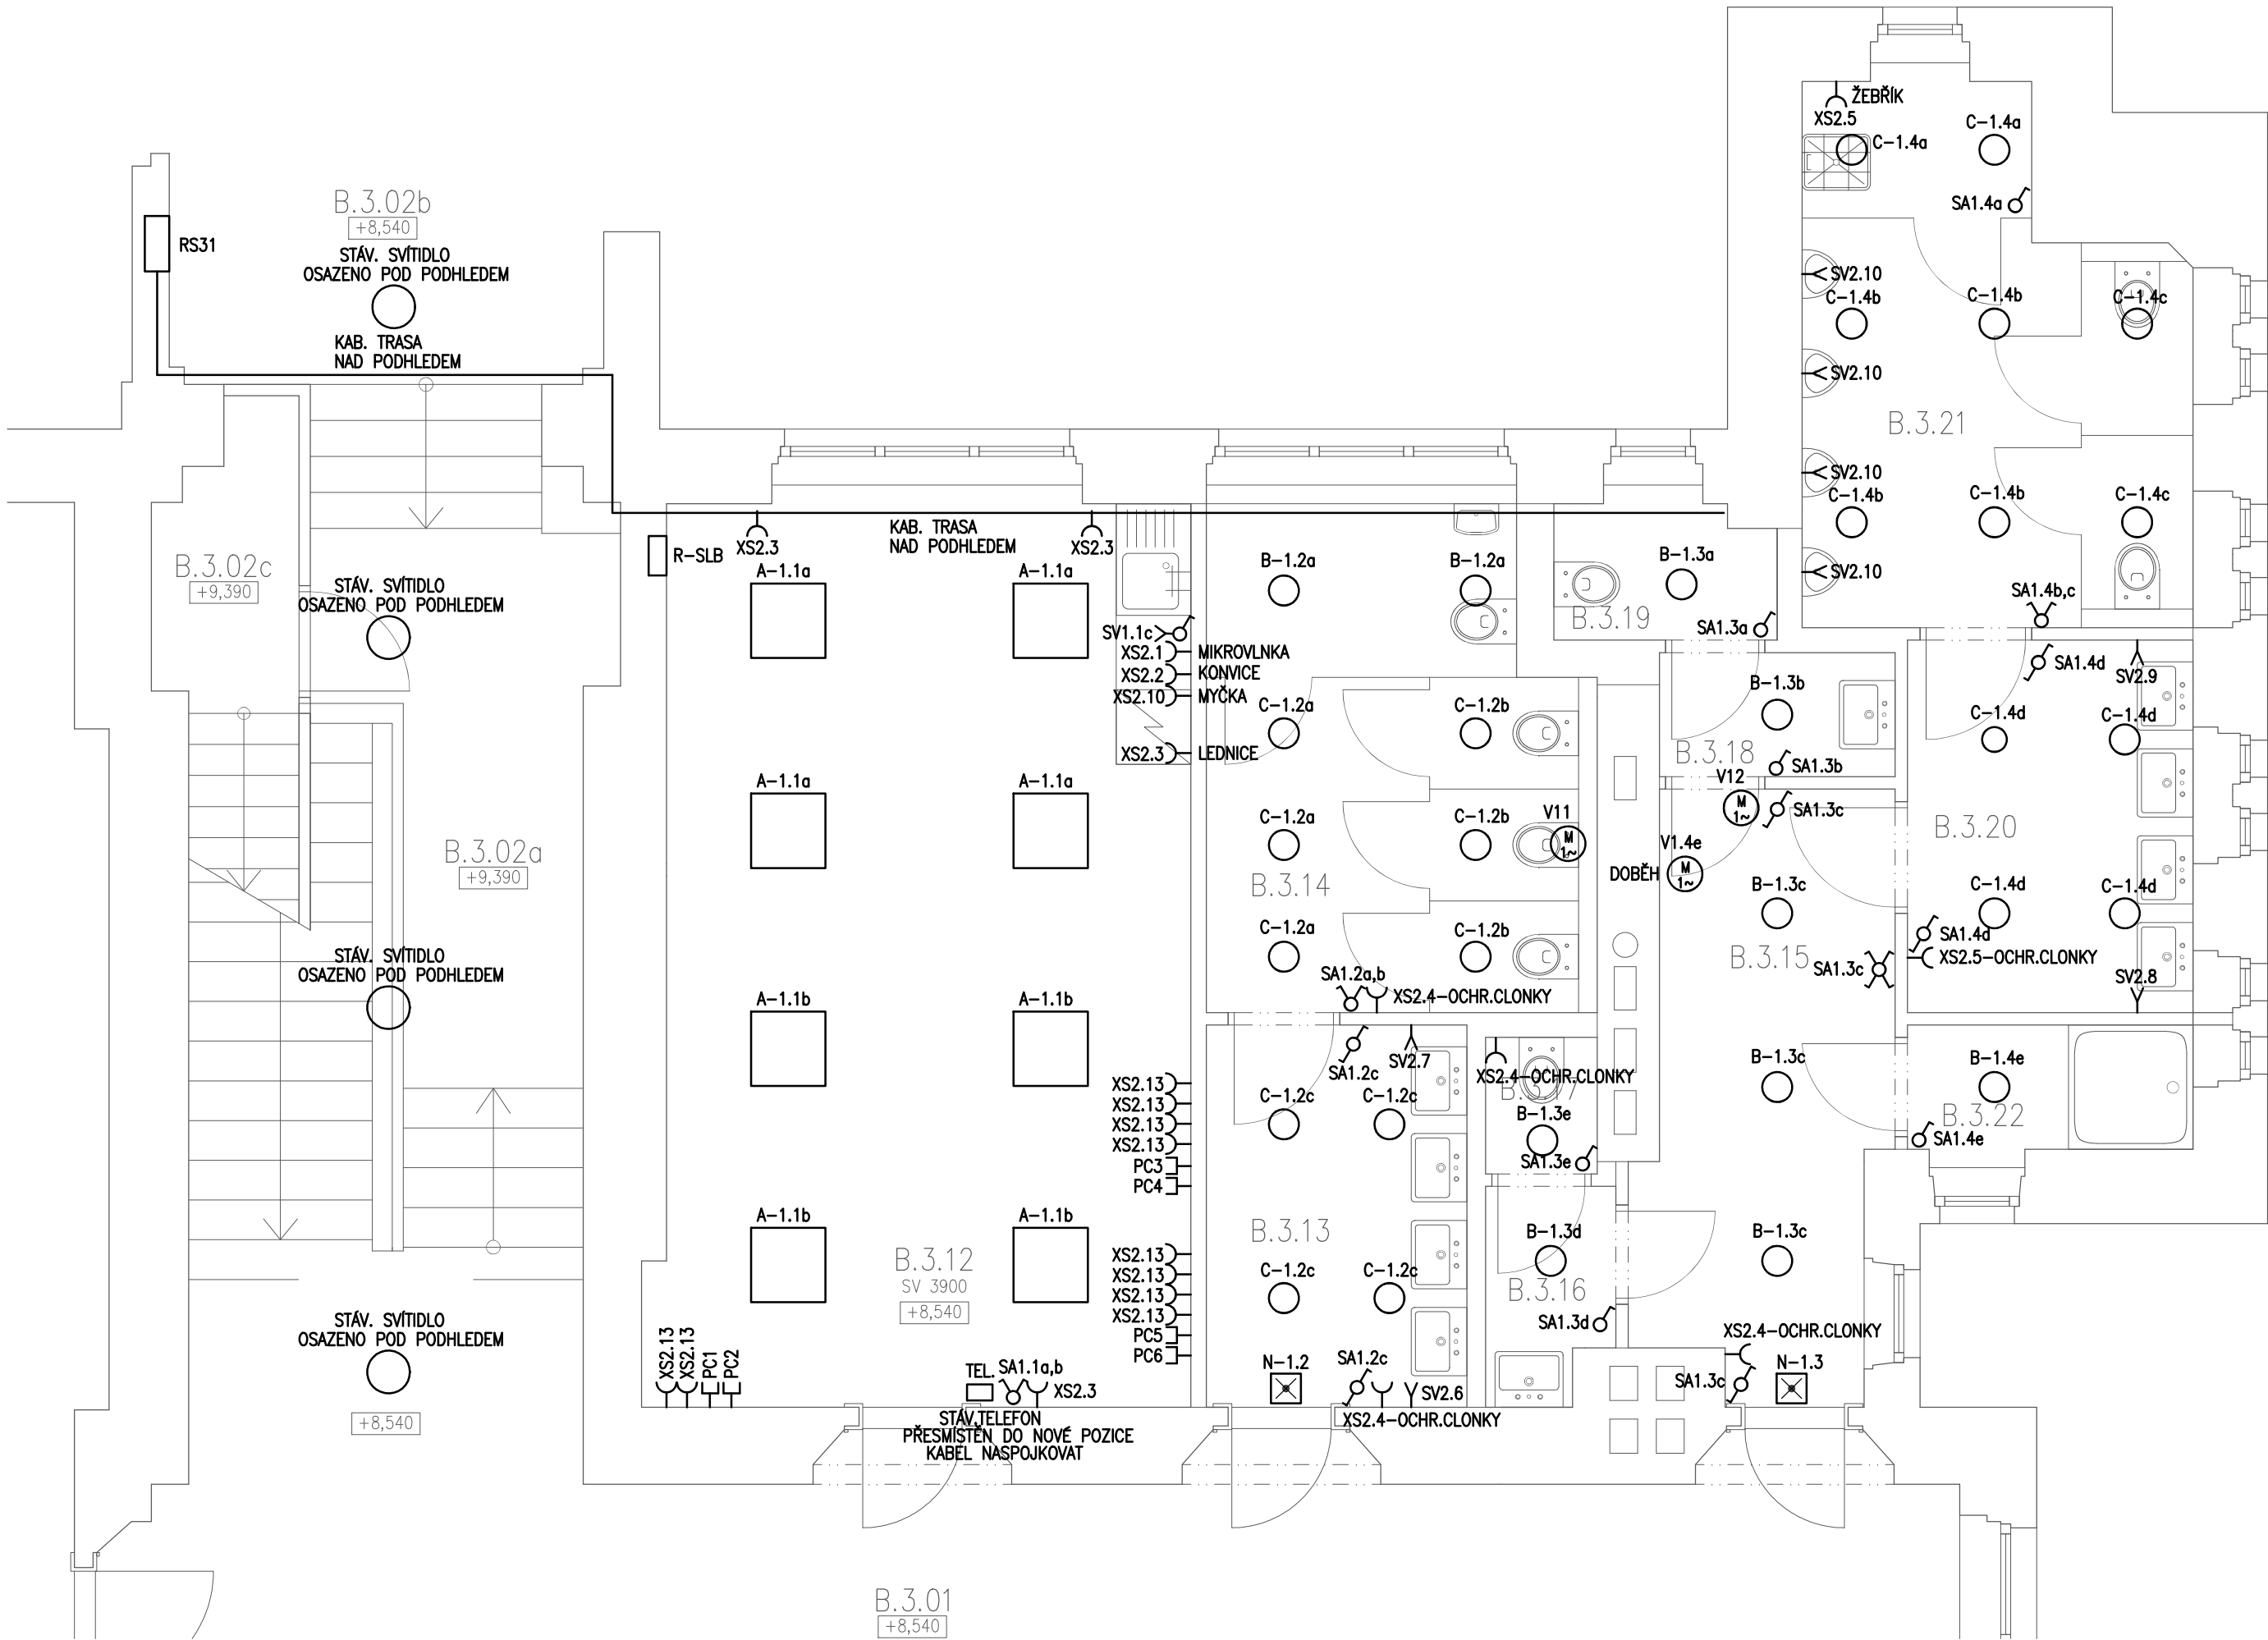 ŽEBŘÍK
XS2.5
C-1.4a
C-1.4a
SA1.4a
B.3.02b
+8,540
RS31
STÁV. SVÍTIDLO
OSAZENO POD PODHLEDEM
KAB. TRASA
NAD PODHLEDEM
SV2.10
C-1.4b
C-1.4b
C-1.4c
SV2.10
B.3.21
SV2.10
C-1.4b
C-1.4b
C-1.4c
SV2.10
SA1.4b,c
B.3.02c
+9,390
STÁV. SVÍTIDLO
OSAZENO POD PODHLEDEM
R-SLB
XS2.3
KAB. TRASA
NAD PODHLEDEM
XS2.3
A-1.1a
A-1.1a
B-1.2a
B-1.2a
B-1.3a
B.3.19
SA1.3a
SV1.1c
XS2.1
MIKROVLNKA
XS2.2
KONVICE
XS2.10
MYČKA
XS2.3
LEDNICE
C-1.2a
C-1.2b
B-1.3b
B.3.18
SA1.3b
SA1.4d
SV2.9
C-1.4d
C-1.4d
A-1.1a
A-1.1a
C-1.2a
C-1.2b
V11
M
1~
V12
M
1~
SA1.3c
V1.4e
DOBĚH
M
1~
B.3.20
B.3.02a
+9,390
B.3.14
B-1.3c
C-1.4d
C-1.4d
C-1.2a
C-1.2b
SA1.4d
XS2.5-OCHR.CLONKY
B.3.15
SA1.3c
SV2.8
STÁV. SVÍTIDLO
OSAZENO POD PODHLEDEM
A-1.1b
A-1.1b
SA1.2a,b
XS2.4-OCHR.CLONKY
SA1.2c
SV2.7
XS2.4-OCHR.CLONKY
B.3.17
B-1.3c
B-1.4e
B.3.22
SA1.4e
XS2.13
XS2.13
XS2.13
XS2.13
PC3
PC4
C-1.2c
C-1.2c
B-1.3e
SA1.3e
A-1.1b
A-1.1b
B.3.12
SV 3900
+8,540
XS2.13
XS2.13
XS2.13
XS2.13
PC5
PC6
B.3.13
C-1.2c
C-1.2c
B-1.3d
B.3.16
SA1.3d
B-1.3c
STÁV. SVÍTIDLO
OSAZENO POD PODHLEDEM
+8,540
XS2.13
XS2.13
PC1
PC2
TEL.
SA1.1a,b
XS2.3
STÁV.TELEFON
PŘESMÍSTĚN DO NOVÉ POZICE
KABEL NASPOJKOVAT
N-1.2
SA1.2c
SV2.6
XS2.4-OCHR.CLONKY
XS2.4-OCHR.CLONKY
SA1.3c
N-1.3
B.3.01
+8,540